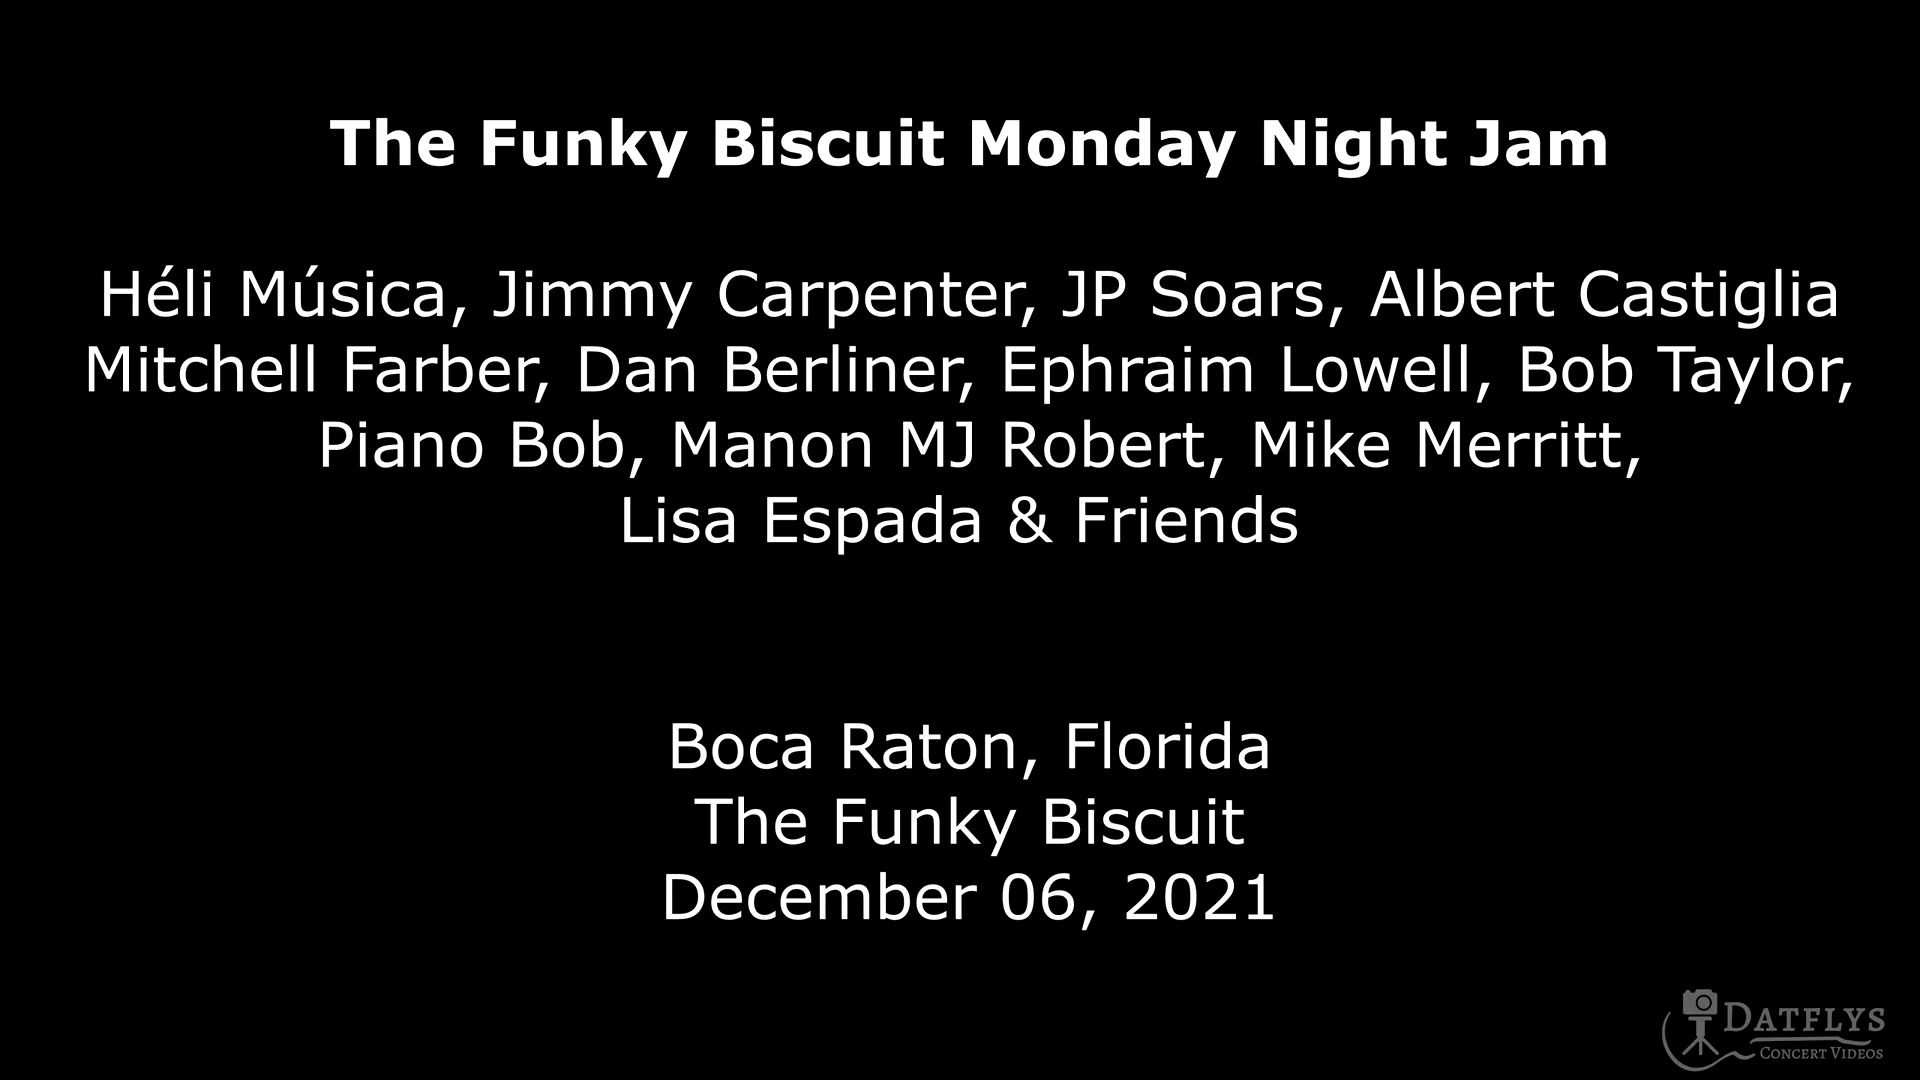 The Funky Biscuit Monday Night Jam
Héli Música, Jimmy Carpenter, JP Soars, Albert Castiglia
Mitchell Farber, Dan Berliner, Ephraim Lowell, Bob Taylor,
Piano Bob, Manon MJ Robert, Mike Merritt,
Lisa Espada & Friends
Boca Raton, Florida
The Funky Biscuit
December 06, 2021
DATFLYS
CONCERT VIDEOS